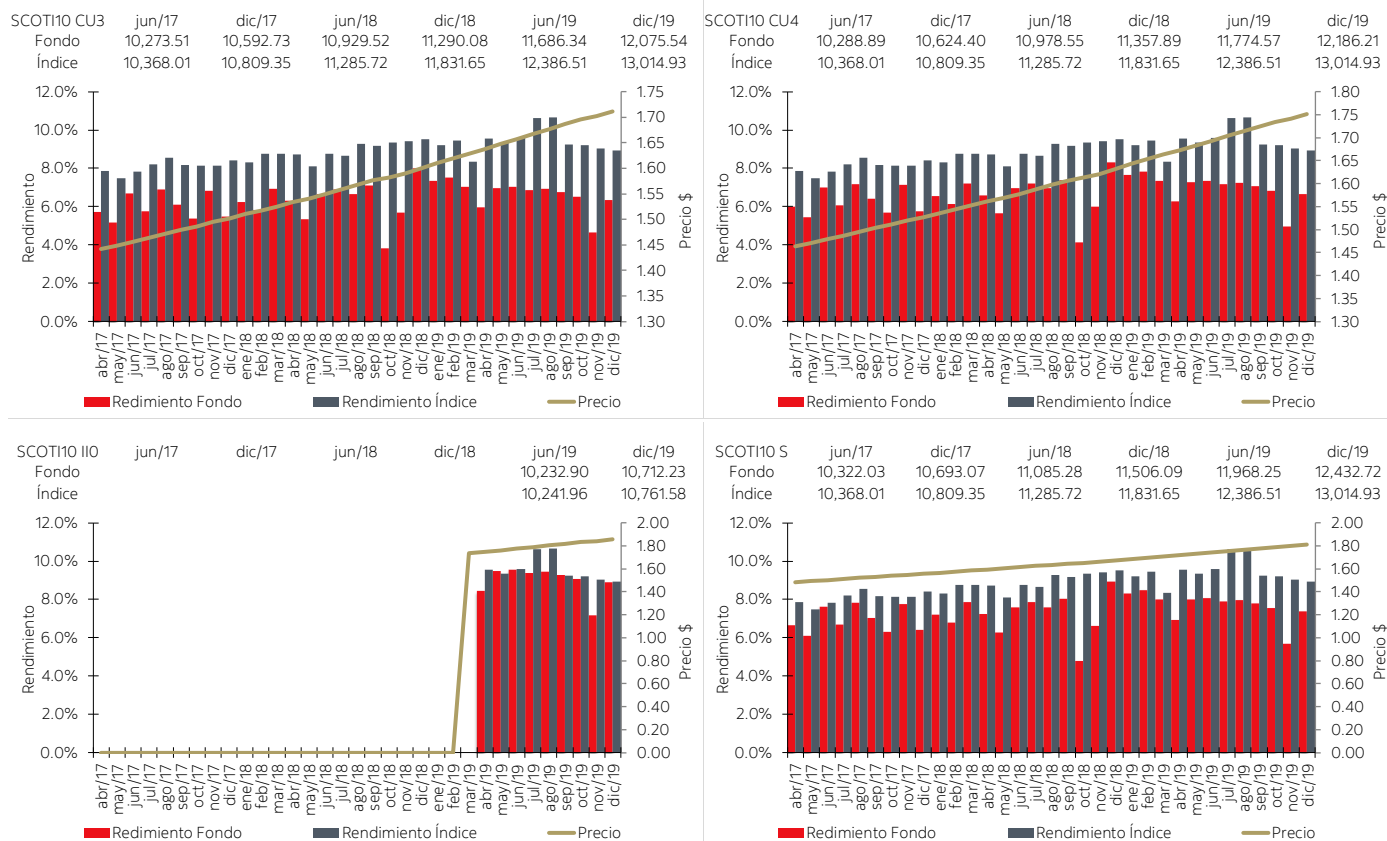 SCOTI10 CU3 jun/17 dic/17 jun/18 dic/18 jun/19 dic/19
Fondo 10,273.51 10,592.73 10,929.52 11,290.08 11,686.34 12,075.54
Índice 10,368.01 10,809.35 11,285.72 11,831.65 12,386.51 13,014.93
12.0%
10.0%
8.0%
6.0%
4.0%
2.0%
0.0%
Rendimiento
1.75
1.70
1.65
1.60
1.55
1.50
1.45
1.40
1.35
1.30
Precio $
abr/17 may/17 jun/17 jul/17 ago/17 sep/17 oct/17 nov/17 dic/17 ene/18 feb/18 mar/18 abr/18 may/18 jun/18 jul/18 ago/18 sep/18 oct/18 nov/18 dic/18 ene/19 feb/19 mar/19 abr/19 may/19 jun/19 jul/19 ago/19 sep/19 oct/19 nov/19 dic/19
Redimiento Fondo Rendimiento Índice Precio
SCOTI10 CU4 jun/17 dic/17 jun/18 dic/18 jun/19 dic/19
Fondo 10,288.89 10,624.40 10,978.55 11,357.89 11,774.57 12,186.21
Índice 10,368.01 10,809.35 11,285.72 11,831.65 12,386.51 13,014.93
12.0%
10.0%
8.0%
6.0%
4.0%
2.0%
0.0%
Rendimiento
1.80
1.75
1.70
1.65
1.60
1.55
1.50
1.45
1.40
1.35
1.30
Precio $
abr/17 may/17 jun/17 jul/17 ago/17 sep/17 oct/17 nov/17 dic/17 ene/18 feb/18 mar/18 abr/18 may/18 jun/18 jul/18 ago/18 sep/18 oct/18 nov/18 dic/18 ene/19 feb/19 mar/19 abr/19 may/19 jun/19 jul/19 ago/19 sep/19 oct/19 nov/19 dic/19
Redimiento Fondo Rendimiento Índice Precio
SCOTI10 II0 jun/17 dic/17 jun/18 dic/18 jun/19 dic/19
Fondo 10,232.90 10,712.23
Índice 10,241.96 10,761.58
12.0%
10.0%
8.0%
6.0%
4.0%
2.0%
0.0%
Rendimiento
2.00
1.80
1.60
1.40
1.20
1.00
0.80
0.60
0.40
0.20
0.00
Precio $
abr/17 may/17 jun/17 jul/17 ago/17 sep/17 oct/17 nov/17 dic/17 ene/18 feb/18 mar/18 abr/18 may/18 jun/18 jul/18 ago/18 sep/18 oct/18 nov/18 dic/18 ene/19 feb/19 mar/19 abr/19 may/19 jun/19 jul/19 ago/19 sep/19 oct/19 nov/19 dic/19
Redimiento Fondo Rendimiento Índice Precio
SCOTI10 S jun/17 dic/17 jun/18 dic/18 jun/19 dic/19
Fondo 10,322.03 10,693.07 11,085.28 11,506.09 11,968.25 12,432.72
Índice 10,368.01 10,809.35 11,285.72 11,831.65 12,386.51 13,014.93
12.0%
10.0%
8.0%
6.0%
4.0%
2.0%
0.0%
Rendimiento
2.00
1.80
1.60
1.40
1.20
1.00
0.80
0.60
0.40
0.20
0.00
Precio $
abr/17 may/17 jun/17 jul/17 ago/17 sep/17 oct/17 nov/17 dic/17 ene/18 feb/18 mar/18 abr/18 may/18 jun/18 jul/18 ago/18 sep/18 oct/18 nov/18 dic/18 ene/19 feb/19 mar/19 abr/19 may/19 jun/19 jul/19 ago/19 sep/19 oct/19 nov/19 dic/19
Redimiento Fondo Rendimiento Índice Precio